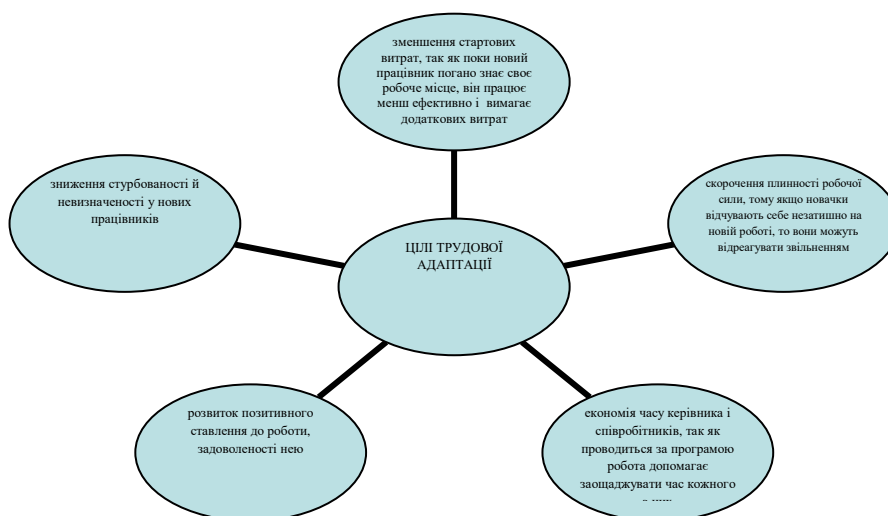 зменшення стартових
витрат, так як поки новий
працівник погано знає своє
робоче місце, він працює
менш ефективно і вимагає
додаткових витрат
зниження стурбованості й
невизначеності у нових
працівників
скорочення плинності робочої
сили, тому якщо новачки
відчувають себе незатишно на
новій роботі, то вони можуть
відреагувати звільненням
ЦІЛІ ТРУДОВОЇ
АДАПТАЦІЇ
розвиток позитивного
ставлення до роботи,
задоволеності нею
економія часу керівника і
співробітників, так як
проводиться за програмою
робота допомагає
заощаджувати час кожного